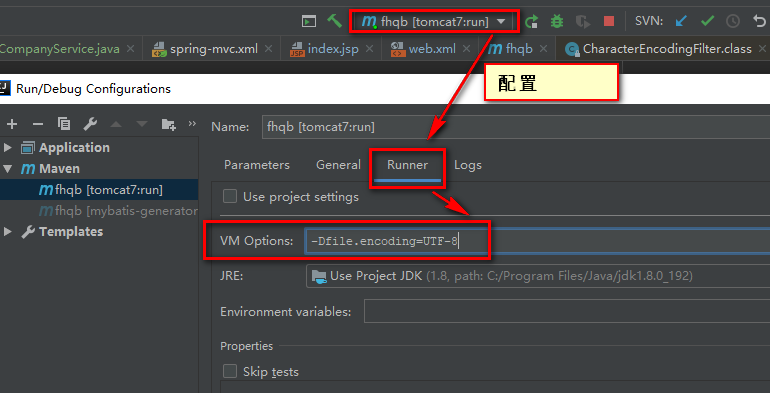 fhqb [tomcat7:run]
SVN:
CompanyService.java
spring-mvc.xml
index.jsp
web.xml
fhqb
CharacterEncodingFilter.class
配置
Run/Debug Configurations
Name: fhqb [tomcat7:run]
Application
Maven
fhqb [tomcat7:run]
fhqb [mybatis-generator
Templates
Parameters General Runner Logs
Use project settings
VM Options: -Dfile.encoding=UTF-8
JRE: Use Project JDK (1.8, path: C:/Program Files/Java/jdk1.8.0_192)
Environment variables:
Properties
Skip tests